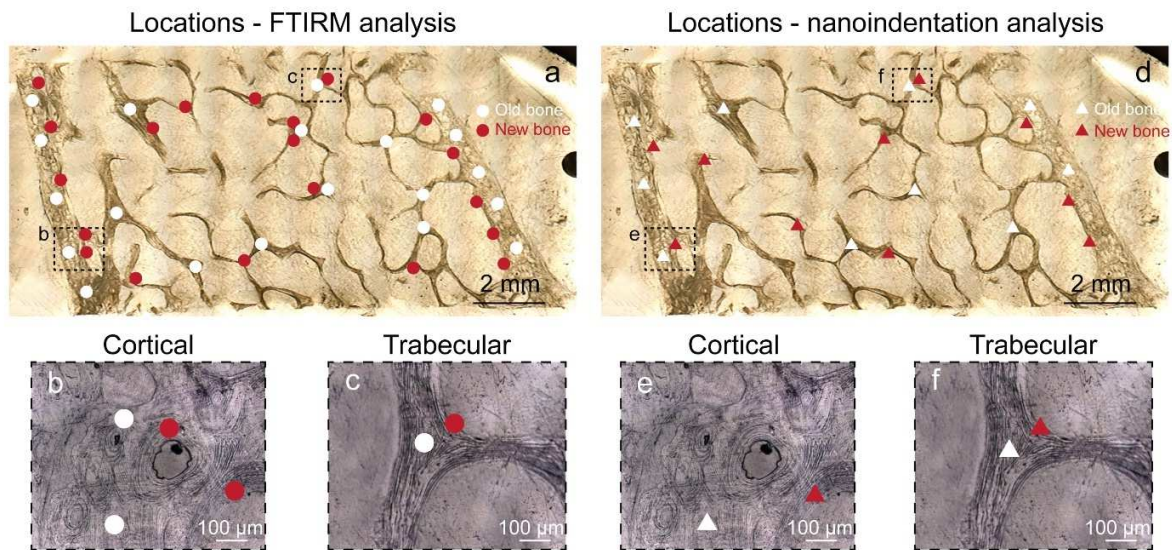 Locations - FTIRM analysis
Locations - nanoindentation analysis
a
c
Old bone
New bone
b
2 mm
d
f
Old bone
New bone
e
2 mm
Cortical
Trabecular
Cortical
Trabecular
b
100 µm
c
100 µm
e
100 µm
f
100 µm